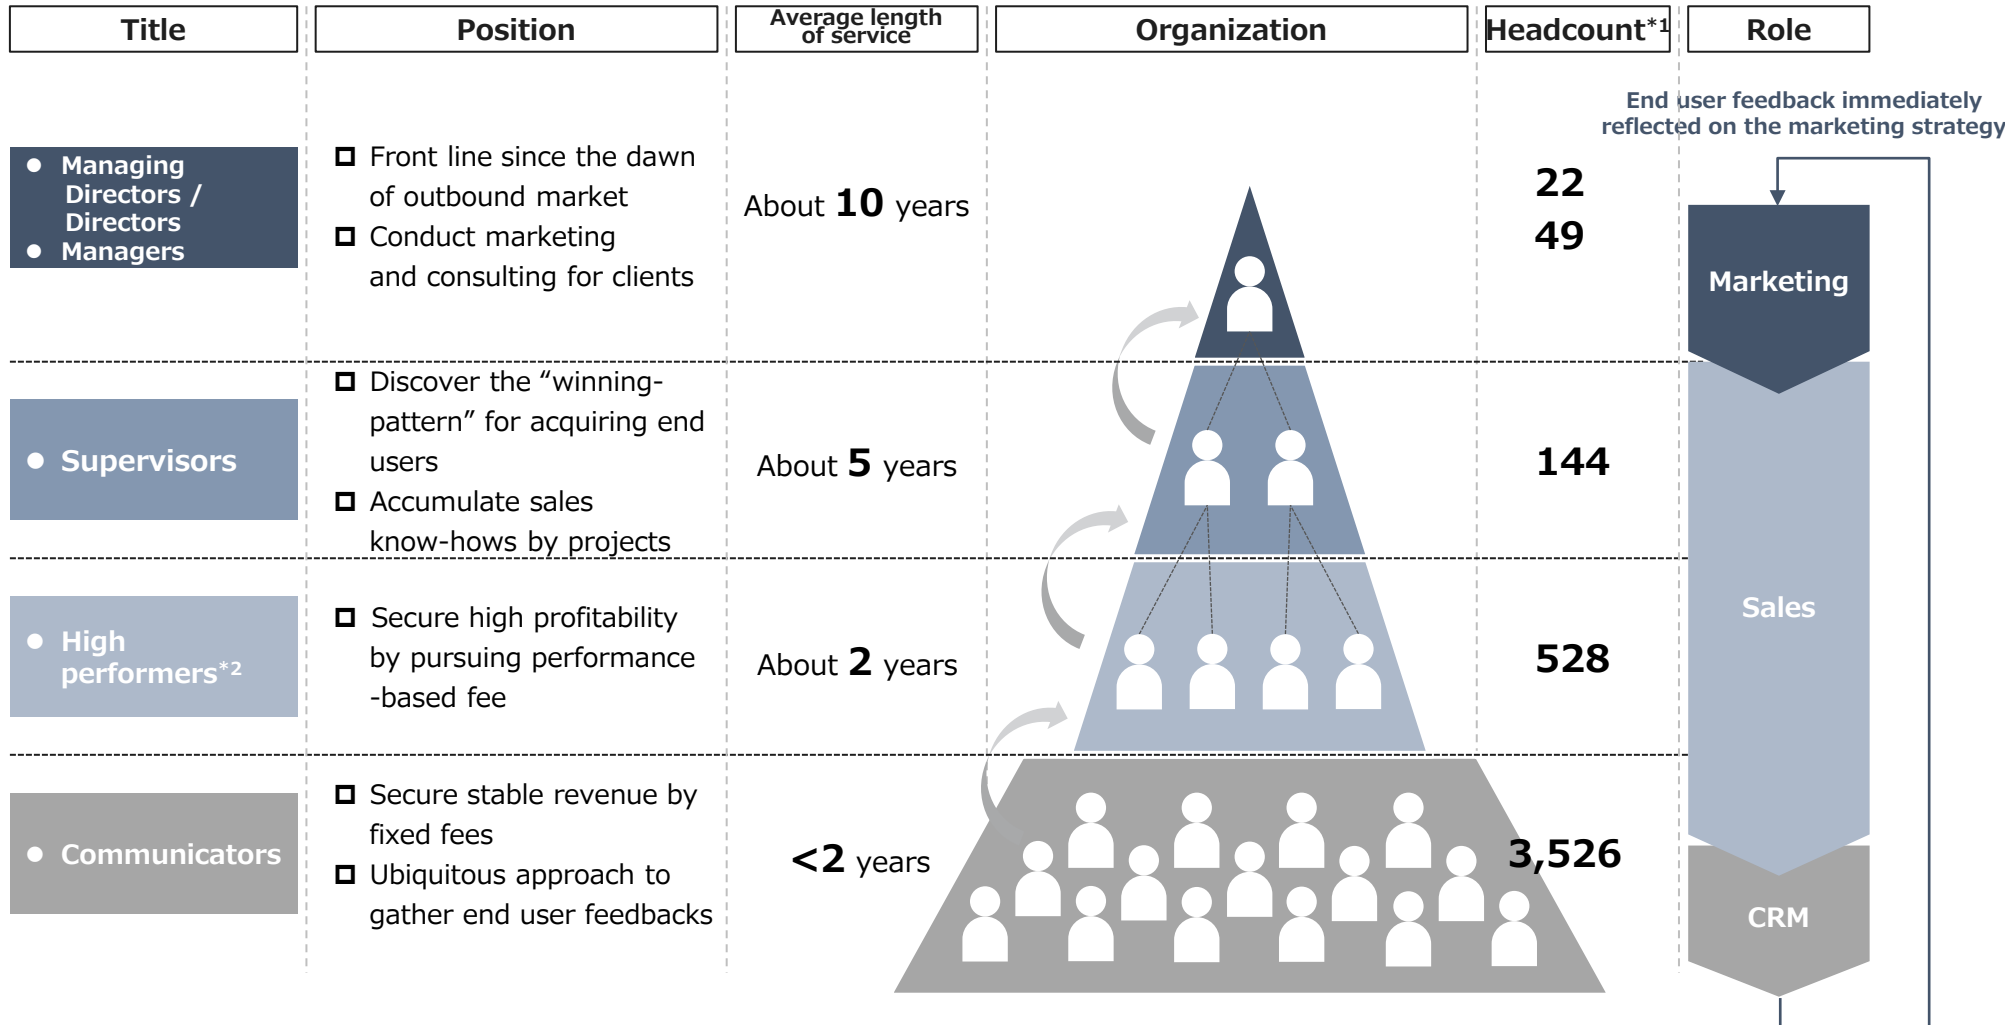 Title
Position
Average length
of service
Organization
Headcount*1
Role
End user feedback immediately
reflected on the marketing strategy
● Managing
Directors /
Directors
● Managers
Front line since the dawn
of outbound market
Conduct marketing
and consulting for clients
About 10 years
22
49
Marketing
● Supervisors
Discover the “winning-
pattern” for acquiring end
users
Accumulate sales
know-hows by projects
About 5 years
144
Sales
● High
performers*2
Secure high profitability
by pursuing performance
-based fee
About 2 years
528
● Communicators
Secure stable revenue by
fixed fees
Ubiquitous approach to
gather end user feedbacks
<2 years
3,526
CRM